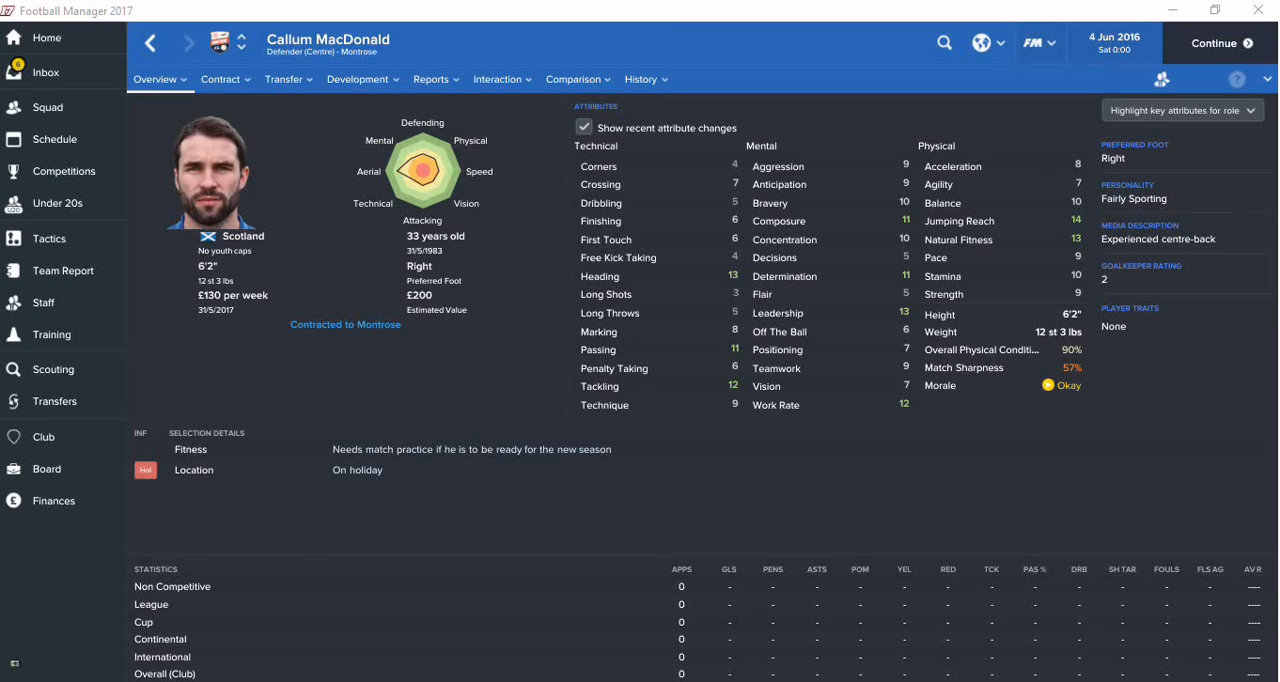 Football Manager 2017
Home
Inbox
6
Squad
Schedule
Competitions
Under 20s
U20
Tactics
Team Report
Staff
Training
Scouting
Transfers
Club
Board
Finances
Callum MacDonald
Defender (Centre) - Montrose
FM
4 Jun 2016
Sat 0:00
Continue
Overview Contract Transfer Development Reports Interaction Comparison History
?
Defending
Mental Physical
Aerial Speed
Technical Vision
Attacking
Scotland 33 years old
No youth caps 31/5/1983
6'2" Right
12 st 3 lbs Preferred Foot
£130 per week £200
31/5/2017 Estimated Value
Contracted to Montrose
ATTRIBUTES
Show recent attribute changes
Highlight key attributes for role
Technical Mental Physical
Corners 4 Aggression 9 Acceleration 8
Crossing 7 Anticipation 9 Agility 7
Dribbling 5 Bravery 10 Balance 10
Finishing 6 Composure 11 Jumping Reach 14
First Touch 6 Concentration 10 Natural Fitness 13
Free Kick Taking 4 Decisions 5 Pace 9
Heading 13 Determination 11 Stamina 10
Long Shots 3 Flair 5 Strength 9
Long Throws 5 Leadership 13 Height 6'2"
Marking 8 Off The Ball 6 Weight 12 st 3 lbs
Passing 11 Positioning 7 Overall Physical Conditi... 90%
Penalty Taking 6 Teamwork 9 Match Sharpness 57%
Tackling 12 Vision 7 Morale Okay
Technique 9 Work Rate 12
PREFERRED FOOT
Right
PERSONALITY
Fairly Sporting
MEDIA DESCRIPTION
Experienced centre-back
GOALKEEPER RATING
2
PLAYER TRAITS
None
INF SELECTION DETAILS
Fitness Needs match practice if he is to be ready for the new season
Hol Location On holiday
STATISTICS APPS GLS PENS ASTS POM YEL RED TCK PAS % DRB SH TAR FOULS FLS AG AV R
Non Competitive 0 - - - - - - - - - - - - ----
League 0 - - - - - - - - - - - - ----
Cup 0 - - - - - - - - - - - - ----
Continental 0 - - - - - - - - - - - - ----
International 0 - - - - - - - - - - - - ----
Overall (Club) 0 - - - - - - - - - - - - ----